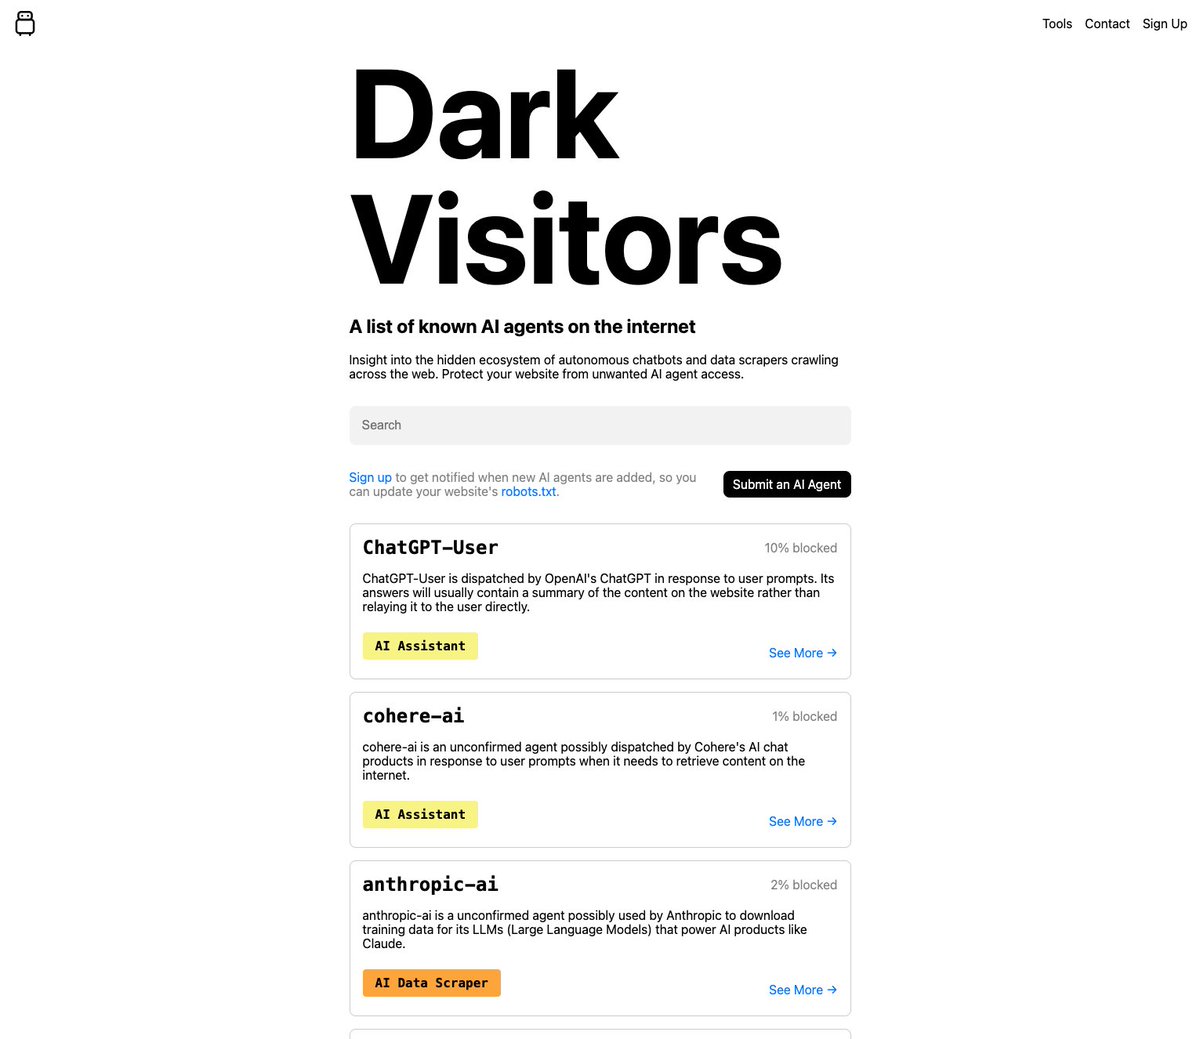 Tools Contact Sign Up
Dark
Visitors
A list of known AI agents on the internet
Insight into the hidden ecosystem of autonomous chatbots and data scrapers crawling
across the web. Protect your website from unwanted AI agent access.
Search
Sign up to get notified when new AI agents are added, so you
can update your website's robots.txt.
Submit an AI Agent
ChatGPT-User
10% blocked
ChatGPT-User is dispatched by OpenAI's ChatGPT in response to user prompts. Its
answers will usually contain a summary of the content on the website rather than
relaying it to the user directly.
AI Assistant
See More →
cohere-ai
1% blocked
cohere-ai is an unconfirmed agent possibly dispatched by Cohere's AI chat
products in response to user prompts when it needs to retrieve content on the
internet.
AI Assistant
See More →
anthropic-ai
2% blocked
anthropic-ai is a unconfirmed agent possibly used by Anthropic to download
training data for its LLMs (Large Language Models) that power AI products like
Claude.
AI Data Scraper
See More →